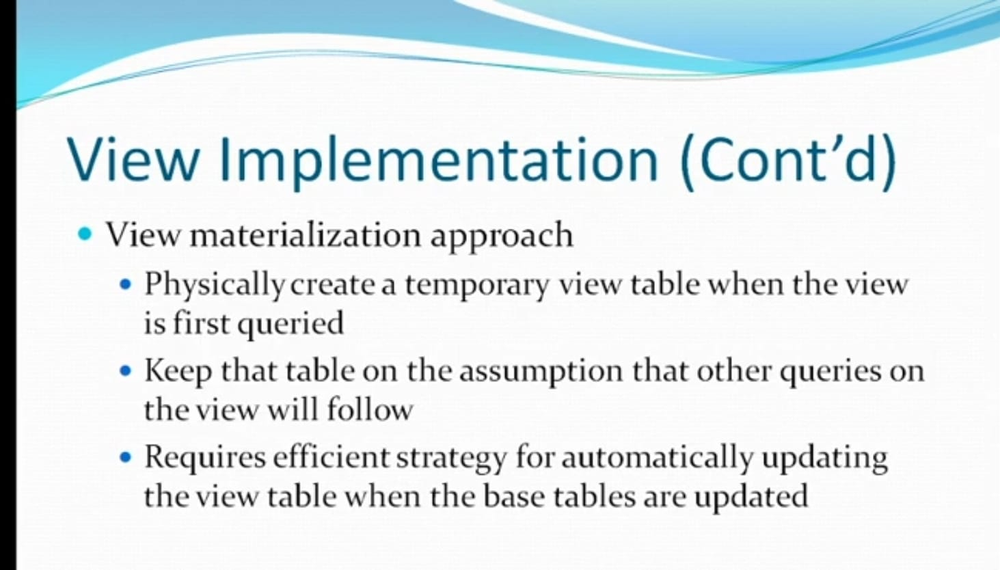 View Implementation (Cont’d)
• View materialization approach
• Physically create a temporary view table when the view
is first queried
• Keep that table on the assumption that other queries on
the view will follow
• Requires efficient strategy for automatically updating
the view table when the base tables are updated